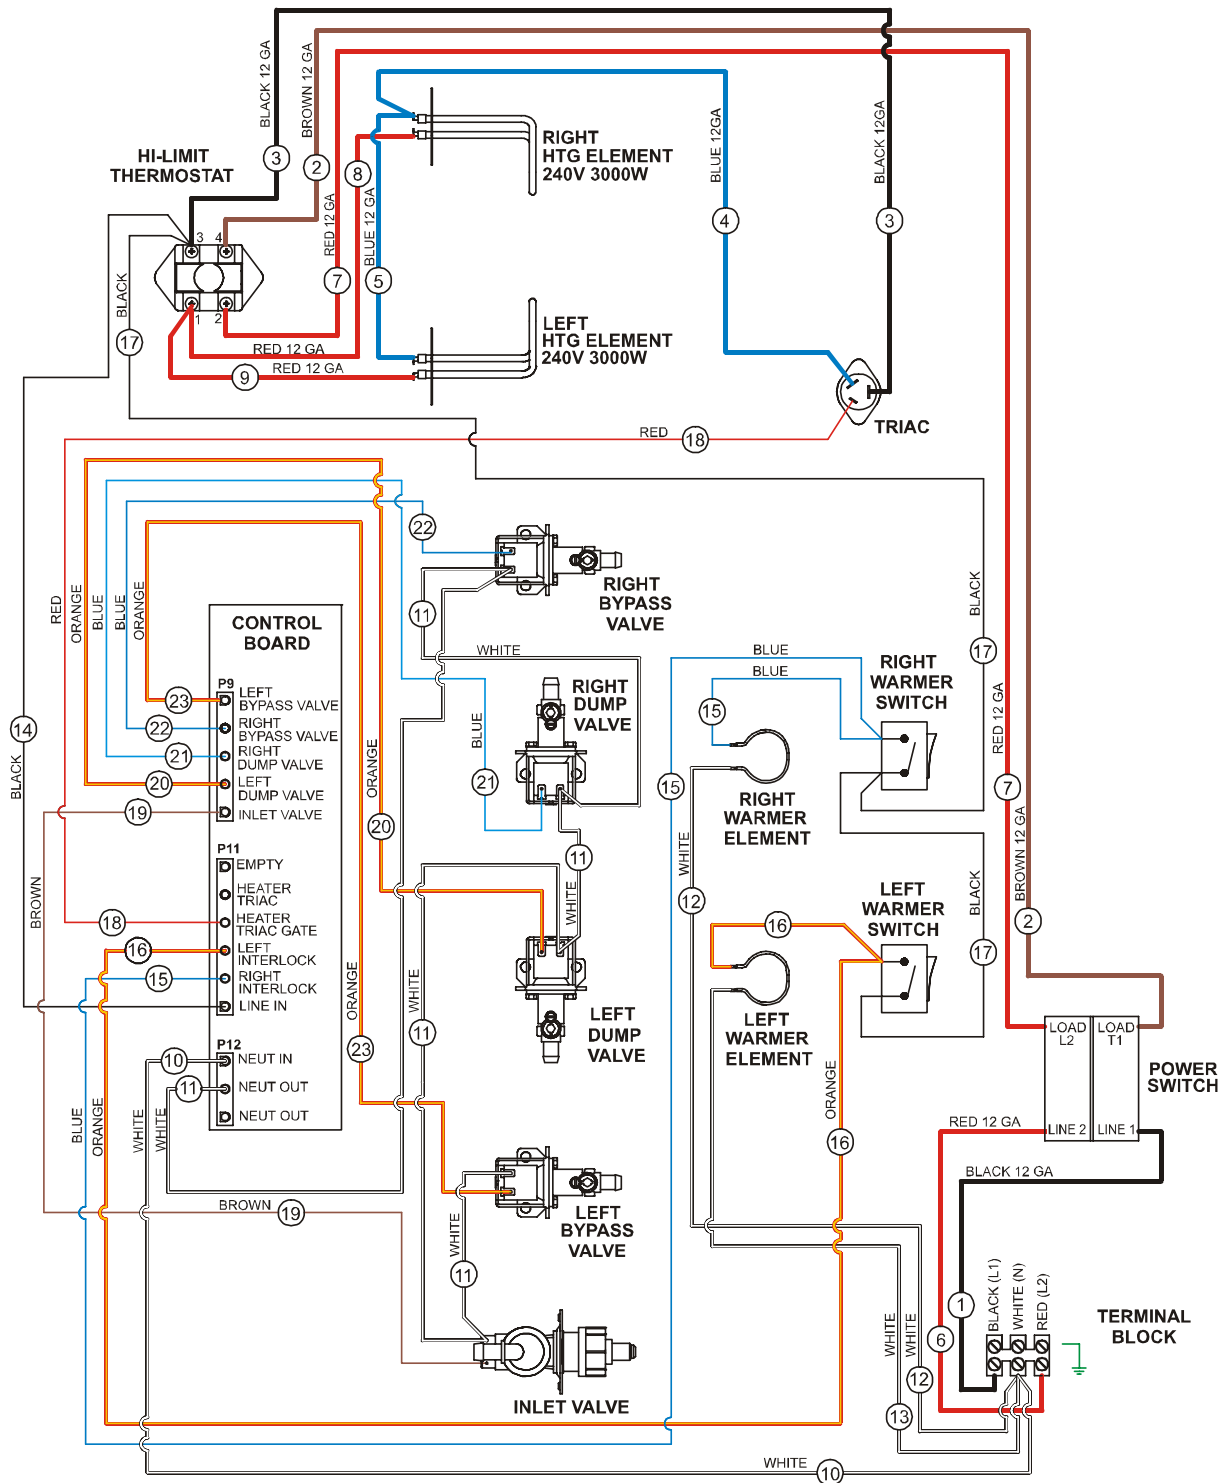 BLACK 12 GA
BROWN 12 GA
3
2
HI-LIMIT
THERMOSTAT
3
4
1
2
RED 12 GA
7
8
BLUE 12 GA
5
RIGHT
HTG ELEMENT
240V 3000W
LEFT
HTG ELEMENT
240V 3000W
BLUE 12GA
4
BLACK 12GA
3
BLACK
17
RED 12 GA
RED 12 GA
9
TRIAC
RED
18
22
RIGHT
BYPASS
VALVE
11
WHITE
RED
ORANGE
BLUE
BLUE
ORANGE
CONTROL
BOARD
P9
LEFT
BYPASS VALVE
RIGHT
BYPASS VALVE
RIGHT
DUMP VALVE
LEFT
DUMP VALVE
INLET VALVE
23
22
21
20
19
P11
EMPTY
HEATER
TRIAC
HEATER
TRIAC GATE
LEFT
INTERLOCK
RIGHT
INTERLOCK
LINE IN
18
16
15
P12
NEUT IN
NEUT OUT
NEUT OUT
10
11
14
BLACK
BROWN
BLUE
ORANGE
WHITE
WHITE
RIGHT
DUMP
VALVE
BLUE
21
ORANGE
20
11
WHITE
WHITE
11
ORANGE
23
LEFT
DUMP
VALVE
BLUE
BLUE
15
15
RIGHT
WARMER
SWITCH
BLACK
17
RIGHT
WARMER
ELEMENT
WHITE
12
LEFT
WARMER
SWITCH
16
BLACK
17
LEFT
WARMER
ELEMENT
ORANGE
16
RED 12 GA
7
BROWN 12 GA
2
LOAD
L2
LOAD
T1
LINE 2
LINE 1
POWER
SWITCH
RED 12 GA
BLACK 12 GA
BROWN
19
LEFT
BYPASS
VALVE
WHITE
11
INLET VALVE
1
6
BLACK (L1)
WHITE (N)
RED (L2)
TERMINAL
BLOCK
WHITE
WHITE
12
13
WHITE
10